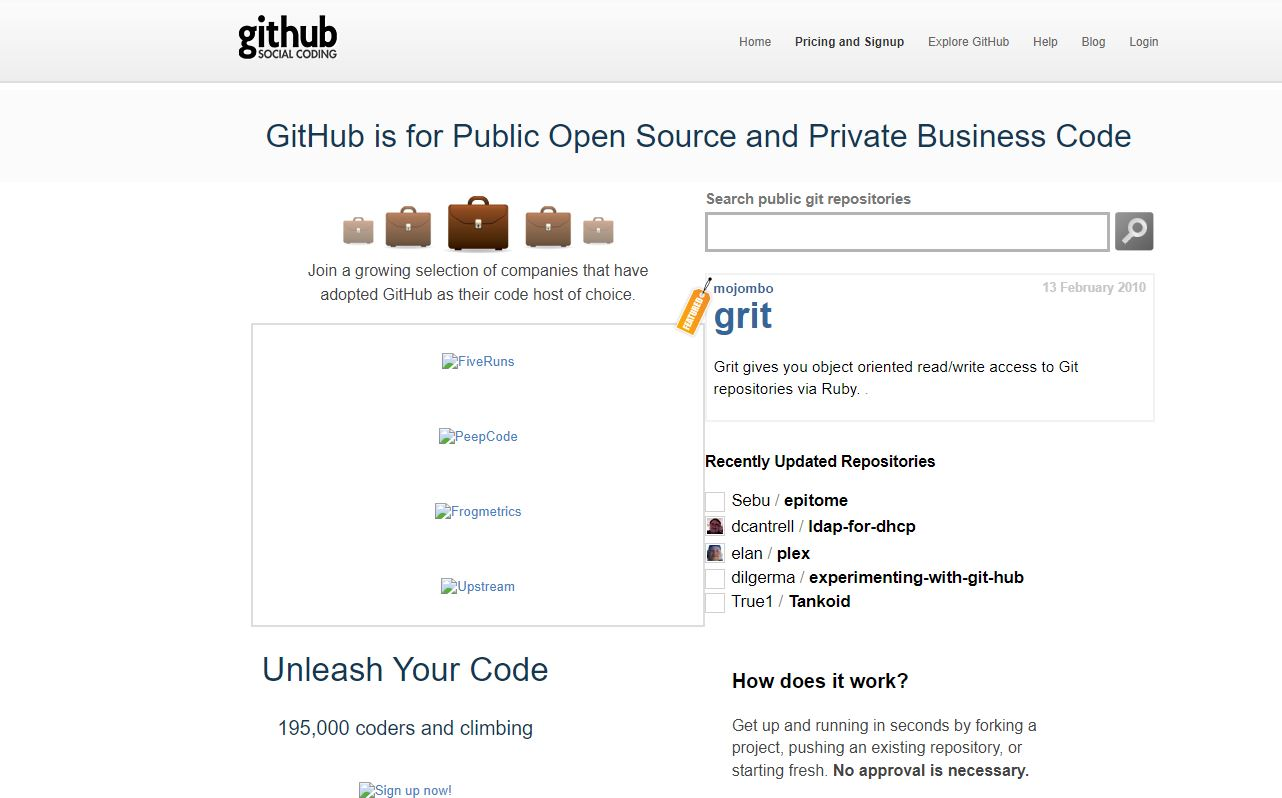 github
SOCIAL CODING
Home Pricing and Signup Explore GitHub Help Blog Login
GitHub is for Public Open Source and Private Business Code
Join a growing selection of companies that have
adopted GitHub as their code host of choice.
FiveRuns
PeepCode
Frogmetrics
Upstream
Search public git repositories
FEATURED
mojombo
13 February 2010
grit
Grit gives you object oriented read/write access to Git
repositories via Ruby. .
Recently Updated Repositories
Sebu / epitome
dcantrell / ldap-for-dhcp
elan / plex
dilgerma / experimenting-with-git-hub
True1 / Tankoid
Unleash Your Code
195,000 coders and climbing
Sign up now!
How does it work?
Get up and running in seconds by forking a
project, pushing an existing repository, or
starting fresh. No approval is necessary.